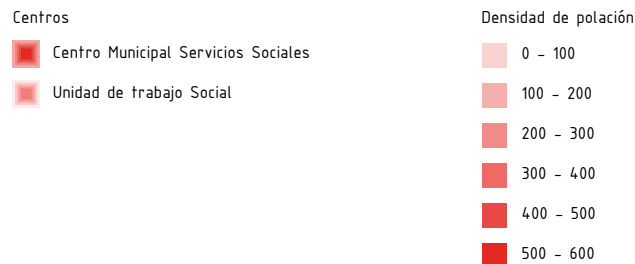 Centros
Centro Municipal Servicios Sociales
Unidad de trabajo Social
Densidad de polación
0 - 100
100 - 200
200 - 300
300 - 400
400 - 500
500 - 600